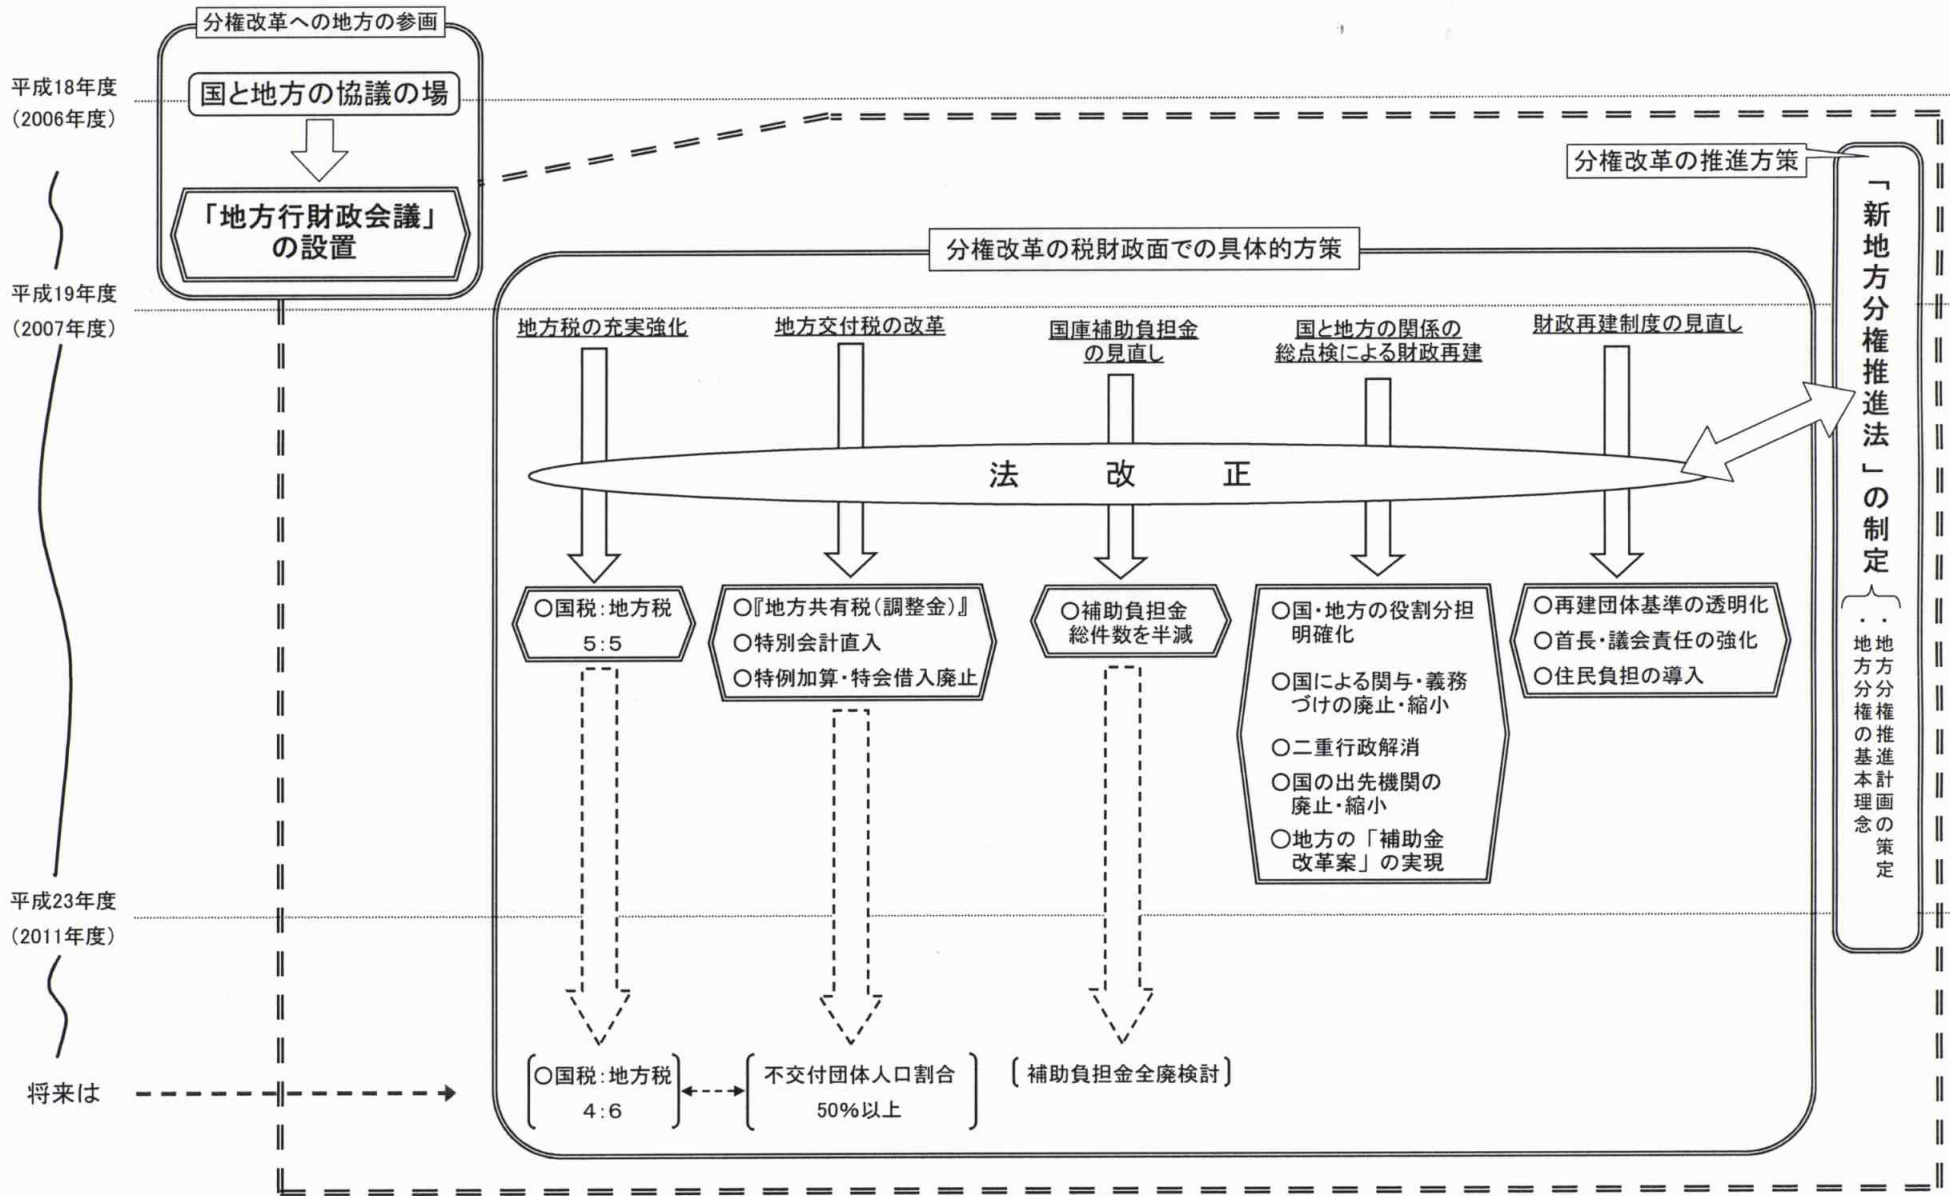 分権改革への地方の参画
平成18年度
(2006年度)
国と地方の協議の場
「地方行財政会議」
の設置
分権改革の推進方策
「新地方分権推進法」の制定
・地方分権推進計画の策定
・地方分権の基本理念
平成19年度
(2007年度)
分権改革の税財政面での具体的方策
地方税の充実強化
地方交付税の改革
国庫補助負担金
の見直し
国と地方の関係の
総点検による財政再建
財政再建制度の見直し
法 改 正
○国税:地方税
5:5
○『地方共有税(調整金)』
○特別会計直入
○特例加算・特会借入廃止
○補助負担金
総件数を半減
○国・地方の役割分担
明確化
○国による関与・義務
づけの廃止・縮小
○二重行政解消
○国の出先機関の
廃止・縮小
○地方の「補助金
改革案」の実現
○再建団体基準の透明化
○首長・議会責任の強化
○住民負担の導入
平成23年度
(2011年度)
将来は
○国税:地方税
4:6
不交付団体人口割合
50%以上
〔補助負担金全廃検討〕